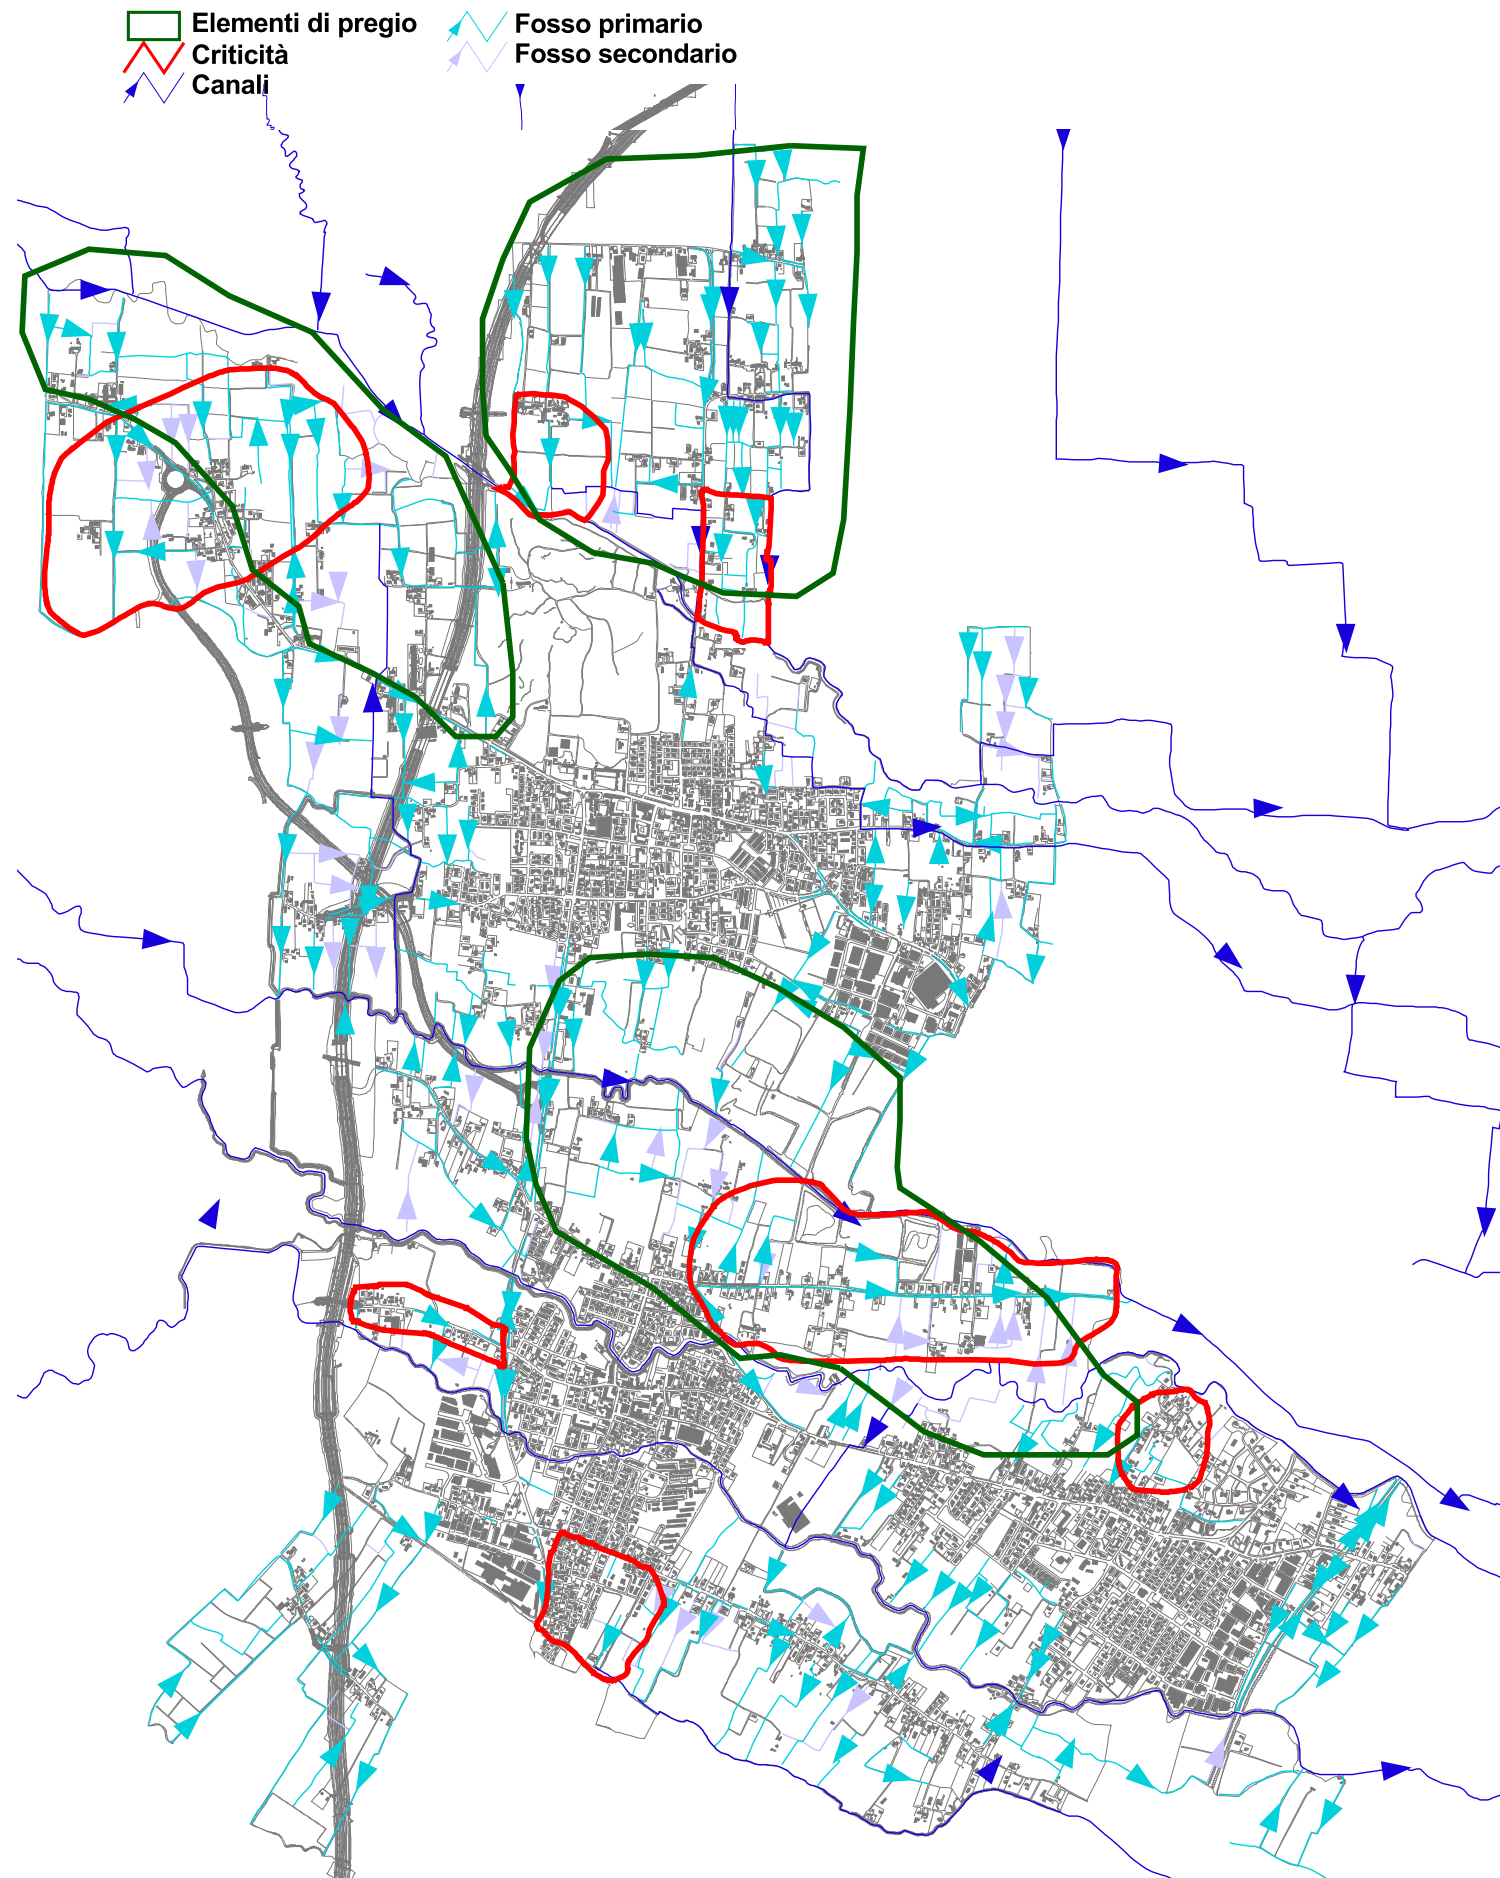 Elementi di pregio
Criticità
Canali
Fosso primario
Fosso secondario